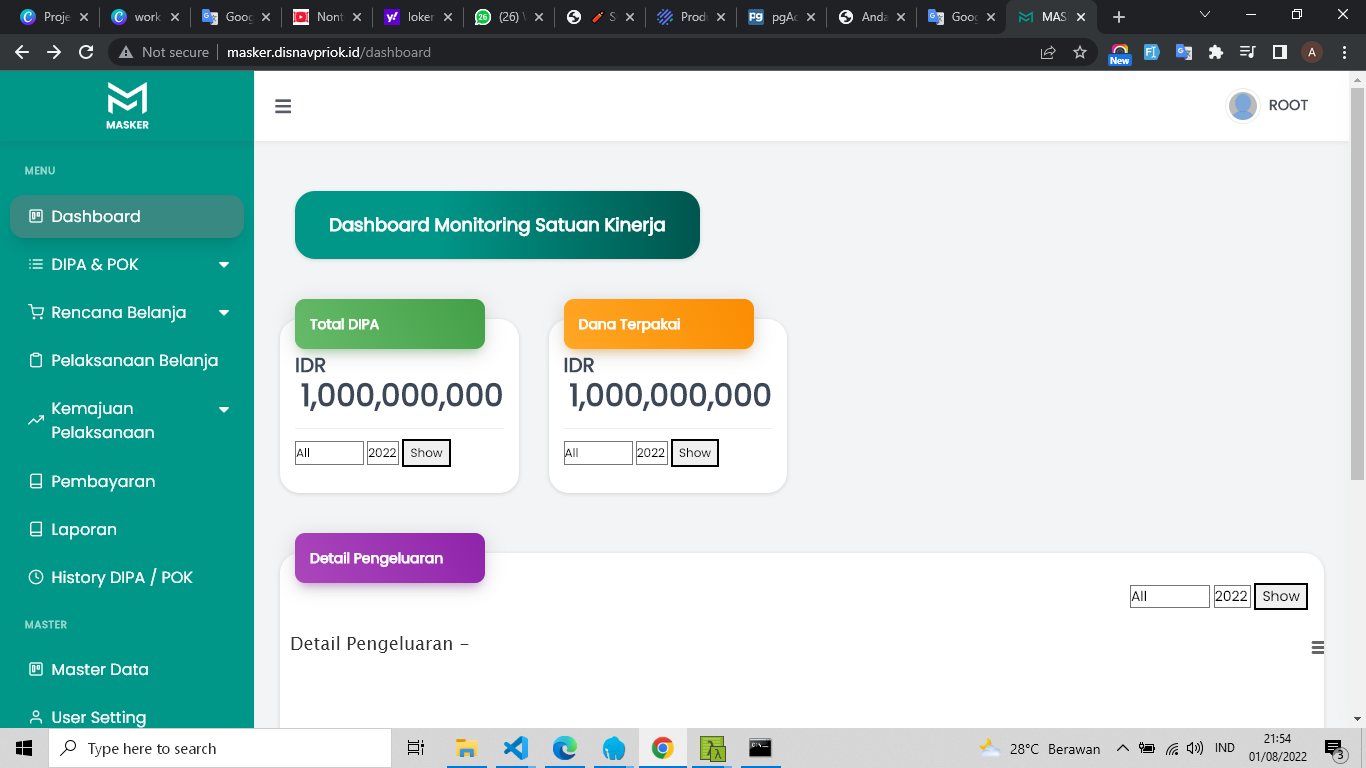 Proje
work
Goog
Nont
loker
(26) V
S
Produ
pgAc
Anda
Goog
MAS
Not secure
masker.disnavpriok.id/dashboard
New
A
MASKER
ROOT
MENU
Dashboard
DIPA & POK
Rencana Belanja
Pelaksanaan Belanja
Kemajuan
Pelaksanaan
Pembayaran
Laporan
History DIPA / POK
MASTER
Master Data
User Setting
Dashboard Monitoring Satuan Kinerja
Total DIPA
IDR
1,000,000,000
All 2022 Show
Dana Terpakai
IDR
1,000,000,000
All 2022 Show
Detail Pengeluaran
All 2022 Show
Detail Pengeluaran -
Type here to search
28°C Berawan
IND
21:54
01/08/2022
3